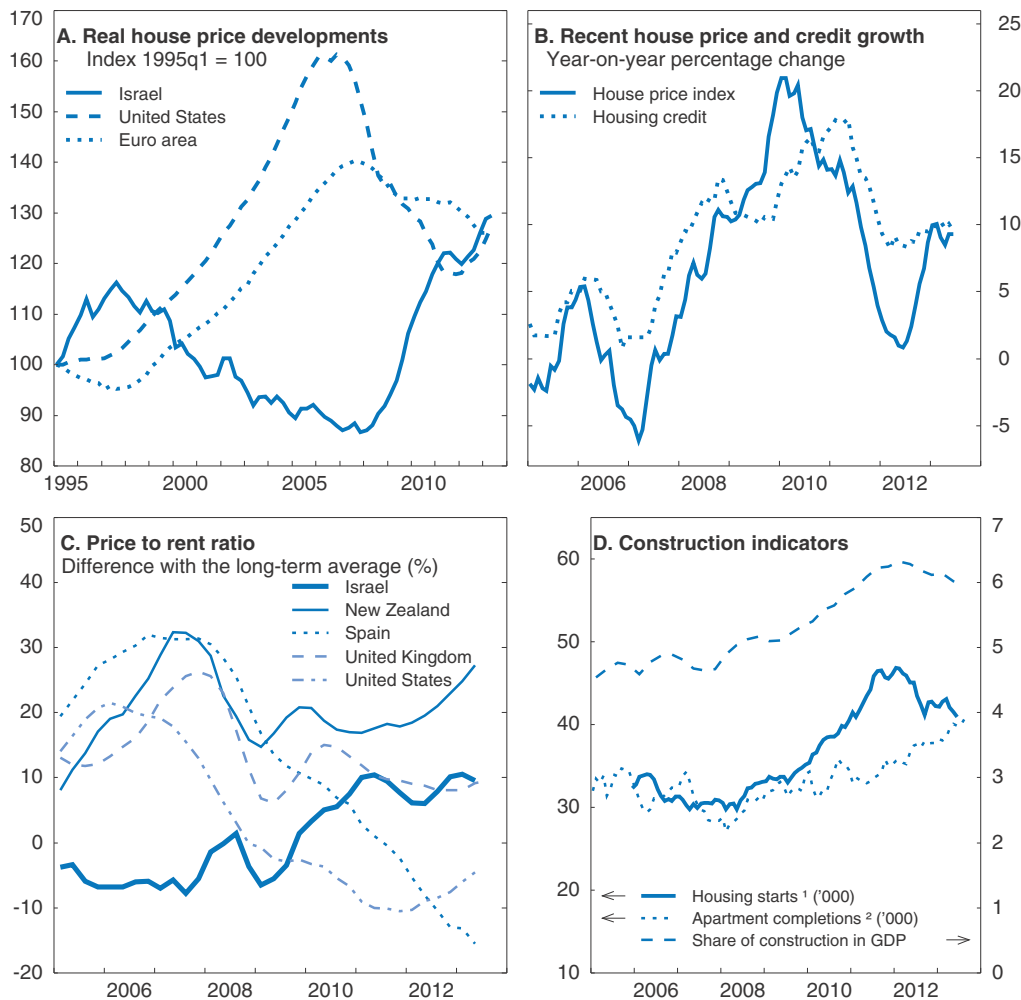 A. Real house price developments
Index 1995q1 = 100
Israel
United States
Euro area
170
160
150
140
130
120
110
100
90
80
1995
2000
2005
2010
B. Recent house price and credit growth
Year-on-year percentage change
House price index
Housing credit
25
20
15
10
5
0
-5
2006
2008
2010
2012
C. Price to rent ratio
Difference with the long-term average (%)
Israel
New Zealand
Spain
United Kingdom
United States
50
40
30
20
10
0
-10
-20
2006
2008
2010
2012
D. Construction indicators
60
50
40
30
20
10
7
6
5
4
3
2
1
0
Housing starts ¹ ('000)
Apartment completions ² ('000)
Share of construction in GDP
2006
2008
2010
2012